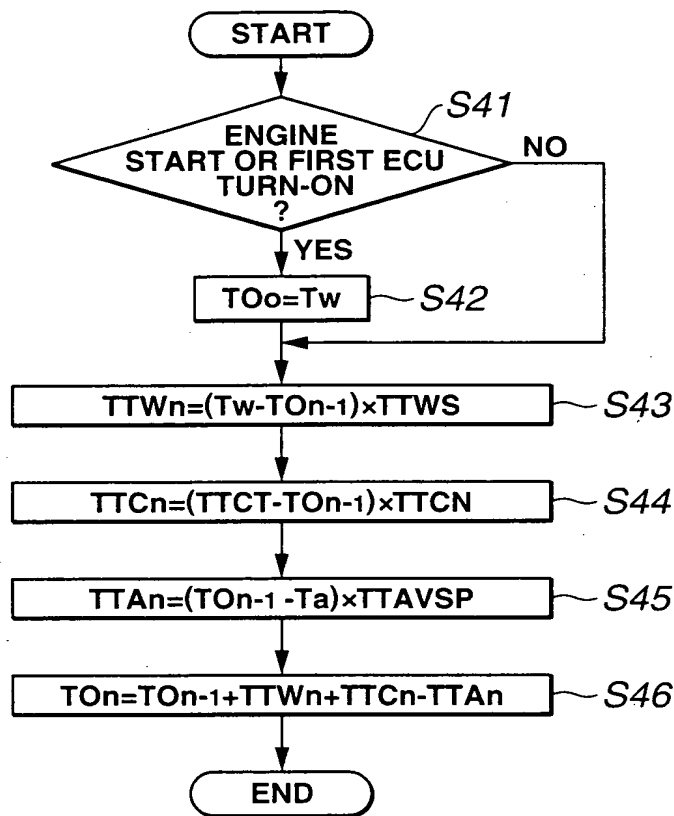 START
S41
ENGINE
START OR FIRST ECU
TURN-ON
?
NO
YES
TOo=Tw
S42
TTWn=(Tw-TOn-1)×TTWS
S43
TTCn=(TTCT-TOn-1)×TTCN
S44
TTAn=(TOn-1-Ta)×TTAVSP
S45
TOn=TOn-1+TTWn+TTCn-TTAn
S46
END